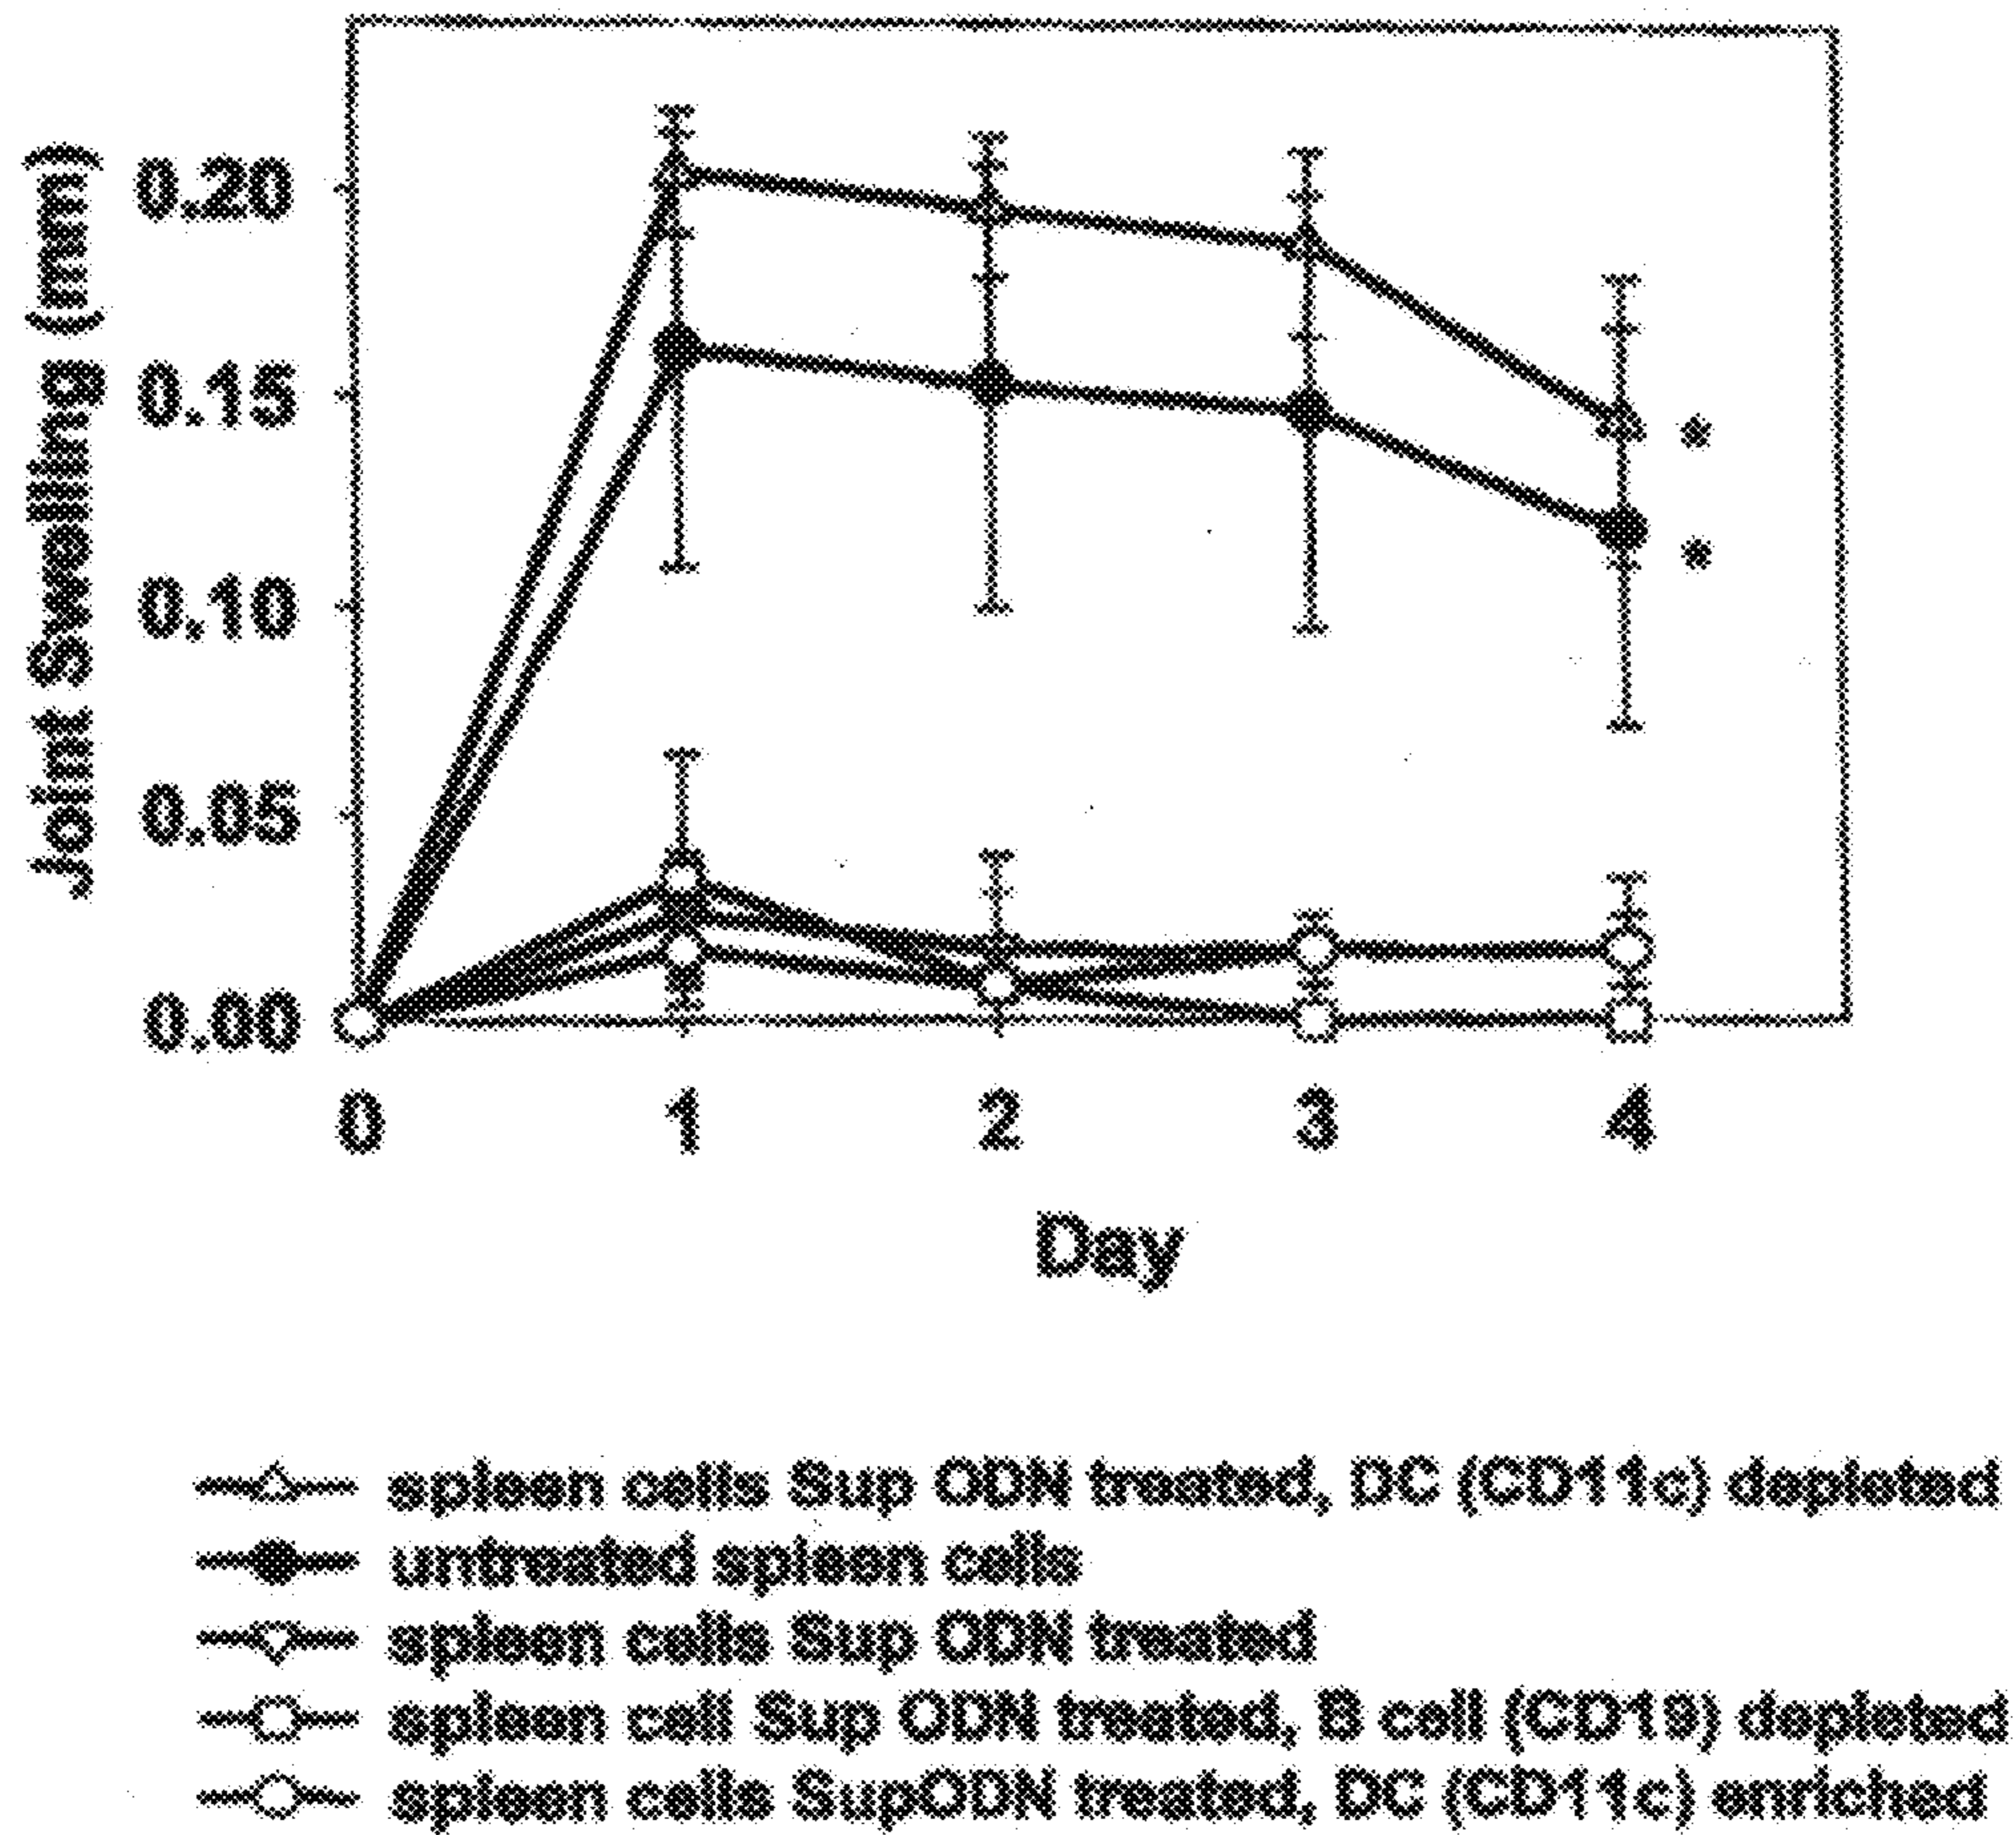 Joint Swelling (mm)
0.20
0.15
0.10
0.05
0.00
0
1
2
3
4
Day
*
*
spleen cells Sup ODN treated, DC (CD11c) depleted
untreated spleen cells
spleen cells Sup ODN treated
spleen cell Sup ODN treated, B cell (CD19) depleted
spleen cells SupODN treated, DC (CD11c) enriched